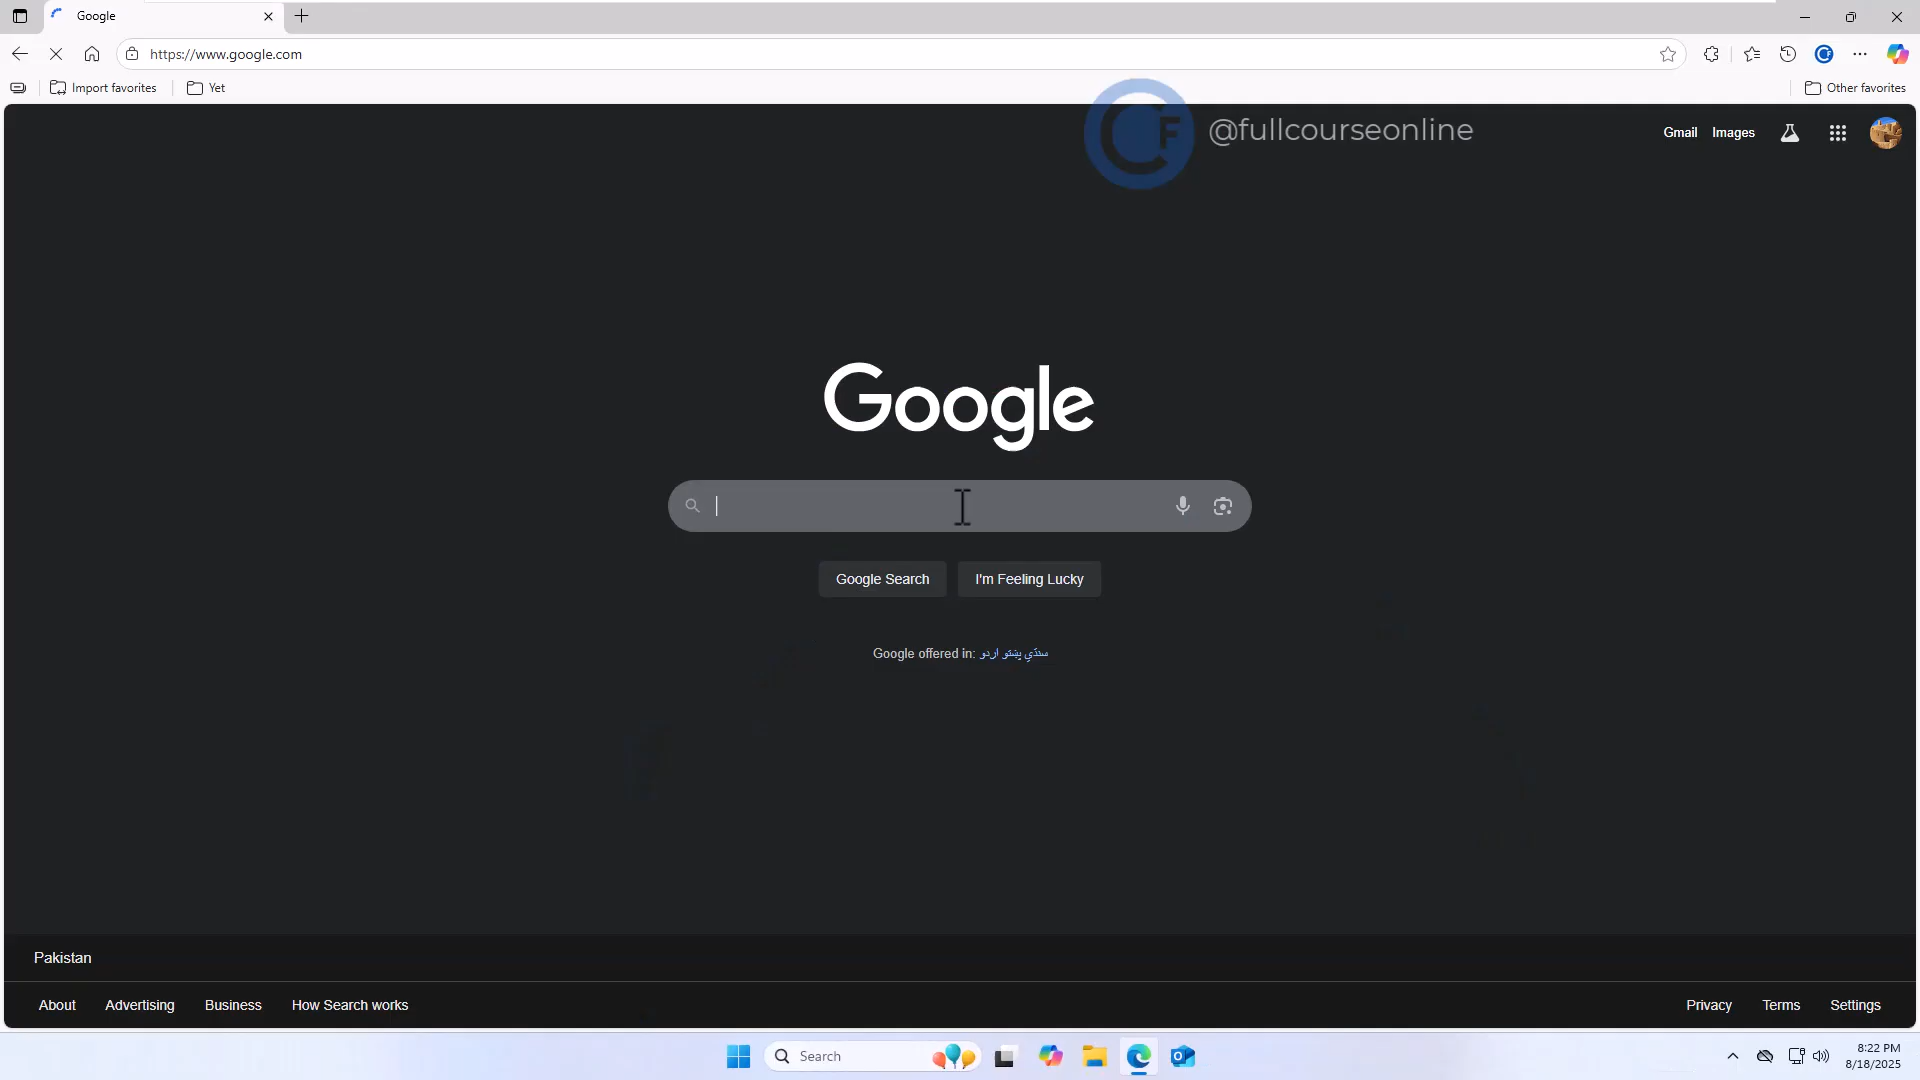 Google
https://www.google.com
Import favorites
Yet
Other favorites
CF @fullcourseonline
Gmail Images
Google
Google Search
I'm Feeling Lucky
Google offered in: سنڌي پښتو اردو
Pakistan
About Advertising Business How Search works
Privacy Terms Settings
Search
8:22 PM
8/18/2025